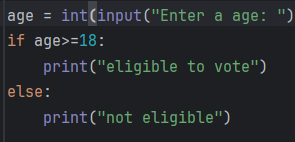 age = int(input("Enter a age: ")
if age>=18:
    print("eligible to vote")
else:
    print("not eligible")